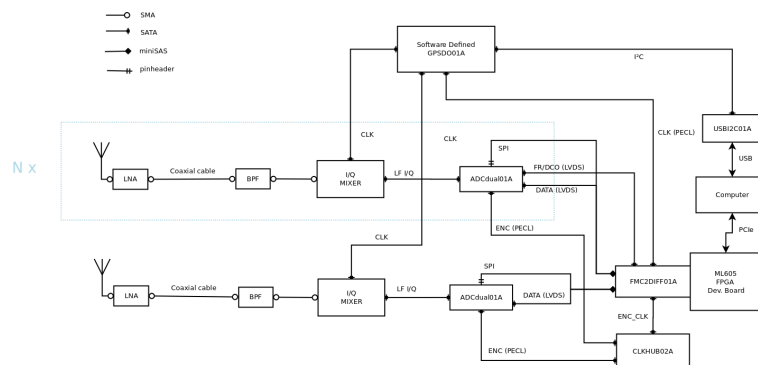 SMA
SATA
miniSAS
pinheader
Software Defined
GPSDO01A
I²C
CLK
CLK
CLK (PECL)
USBI2C01A
USB
Computer
PCIe
N x
LNA
Coaxial cable
BPF
I/Q
MIXER
LF I/Q
ADCdual01A
SPI
FR/DCO (LVDS)
DATA (LVDS)
ENC (PECL)
CLK
LNA
Coaxial cable
BPF
I/Q
MIXER
LF I/Q
ADCdual01A
SPI
DATA (LVDS)
ENC (PECL)
FMC2DIFF01A
ML605
FPGA
Dev. Board
ENC_CLK
CLKHUB02A